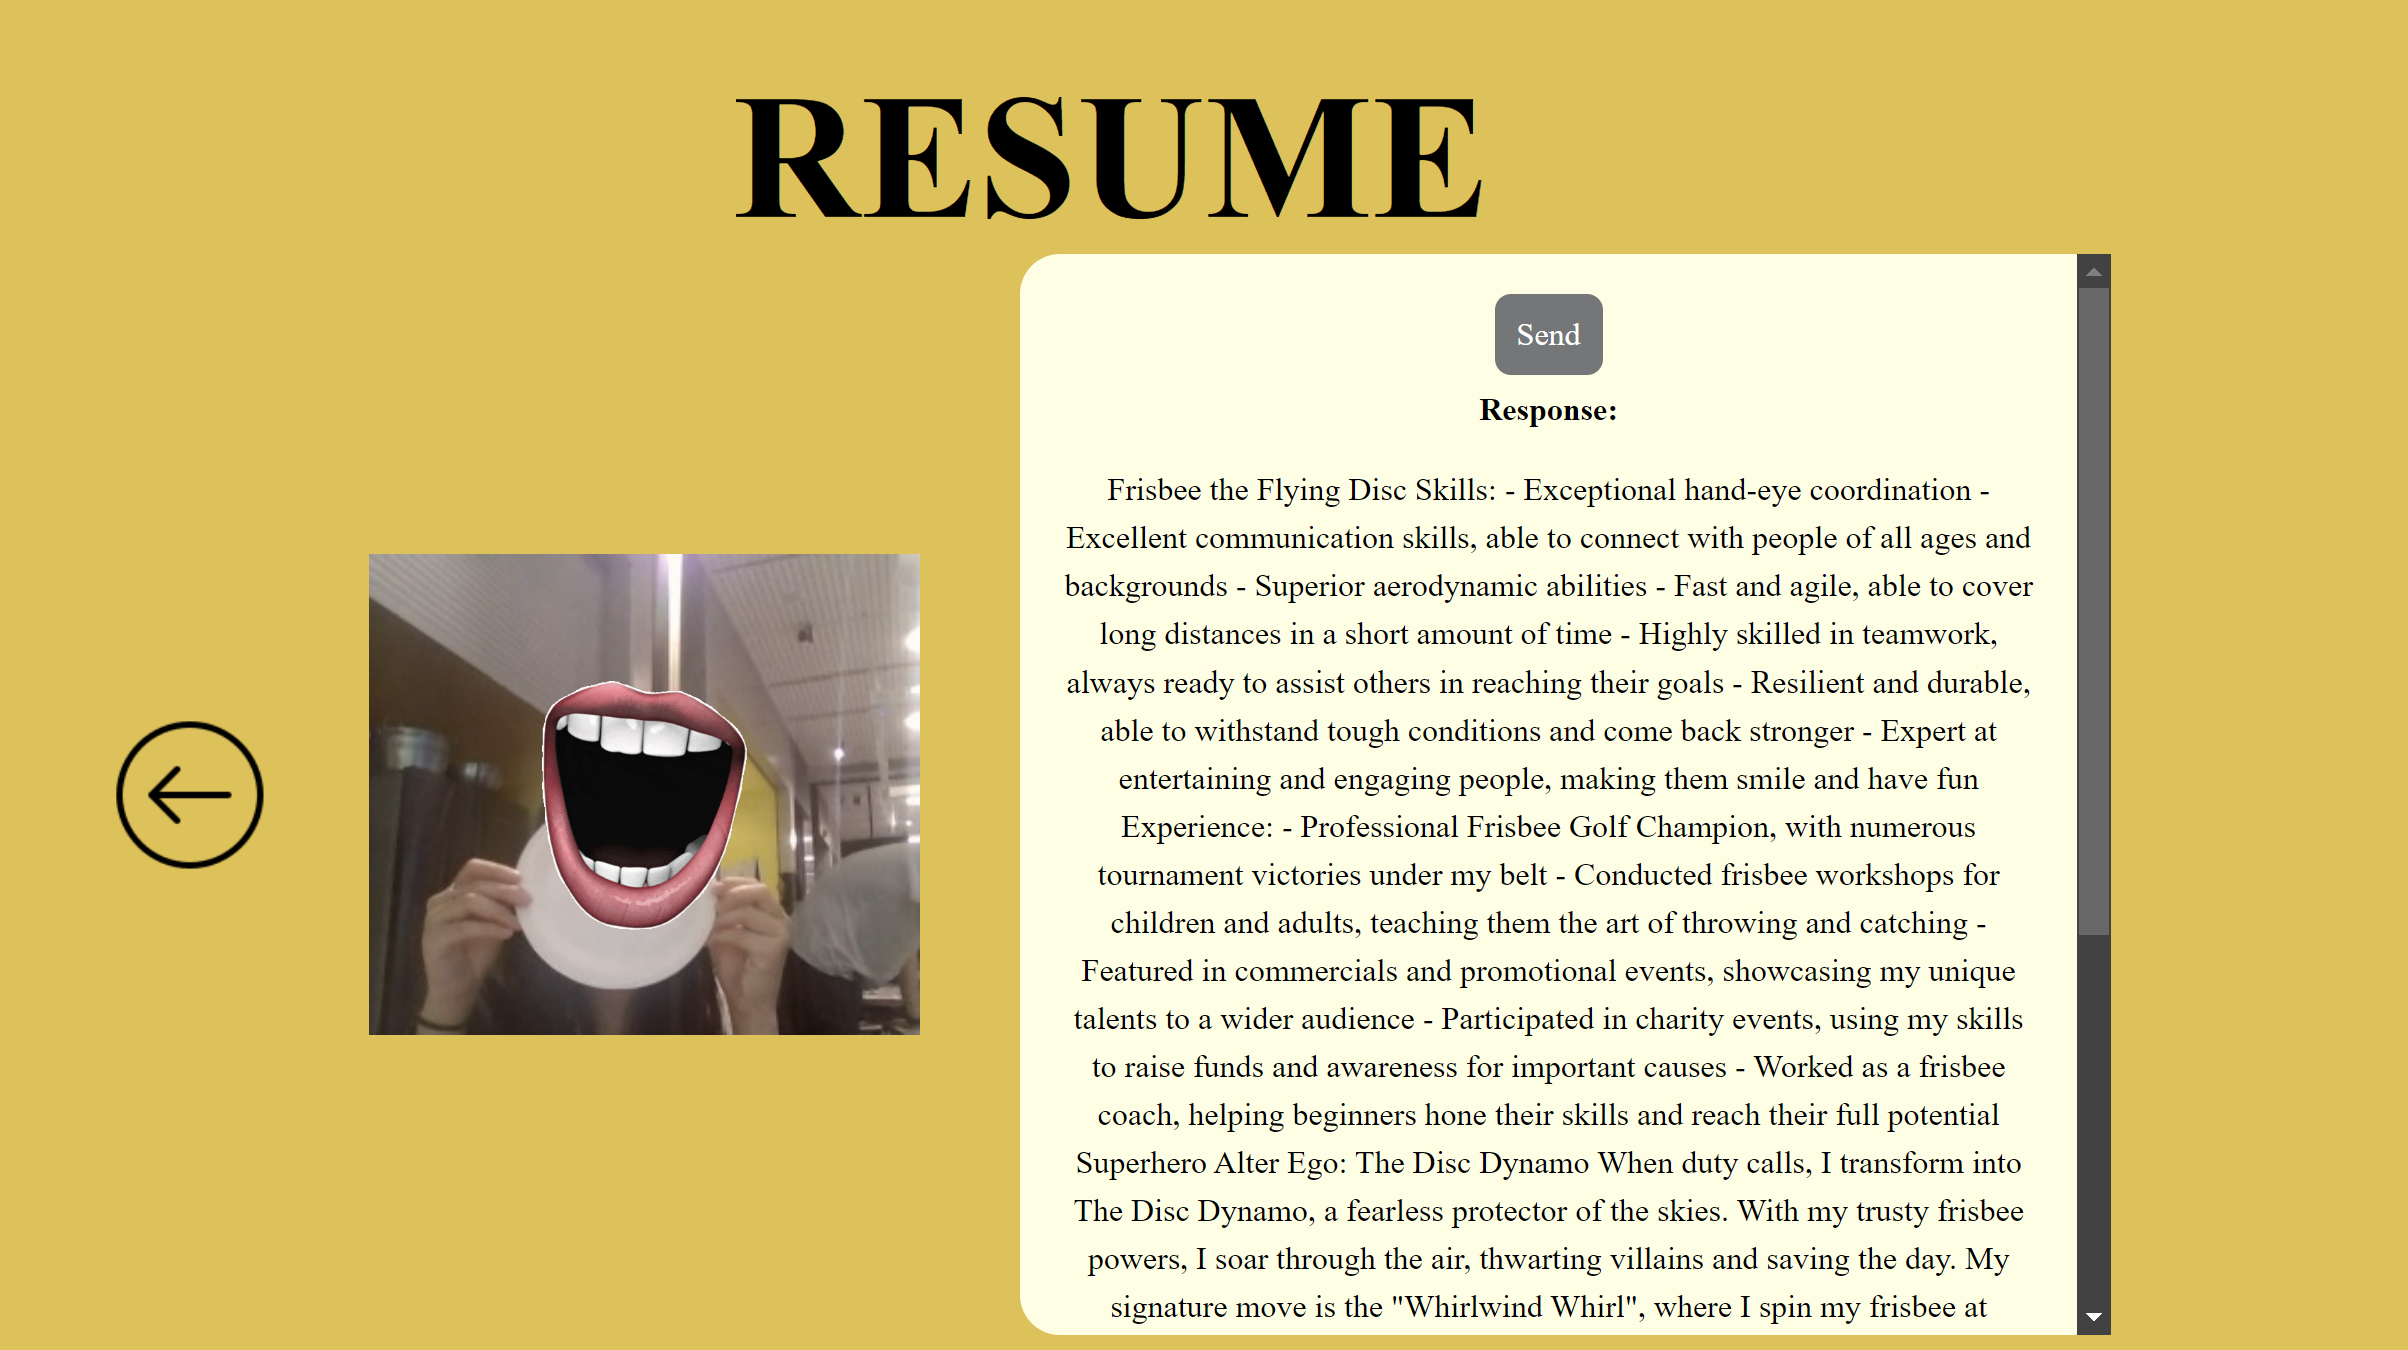 RESUME
Send
Response:
Frisbee the Flying Disc Skills: - Exceptional hand-eye coordination -
Excellent communication skills, able to connect with people of all ages and
backgrounds - Superior aerodynamic abilities - Fast and agile, able to cover
long distances in a short amount of time - Highly skilled in teamwork,
always ready to assist others in reaching their goals - Resilient and durable,
able to withstand tough conditions and come back stronger - Expert at
entertaining and engaging people, making them smile and have fun
Experience: - Professional Frisbee Golf Champion, with numerous
tournament victories under my belt - Conducted frisbee workshops for
children and adults, teaching them the art of throwing and catching -
Featured in commercials and promotional events, showcasing my unique
talents to a wider audience - Participated in charity events, using my skills
to raise funds and awareness for important causes - Worked as a frisbee
coach, helping beginners hone their skills and reach their full potential
Superhero Alter Ego: The Disc Dynamo When duty calls, I transform into
The Disc Dynamo, a fearless protector of the skies. With my trusty frisbee
powers, I soar through the air, thwarting villains and saving the day. My
signature move is the "Whirlwind Whirl", where I spin my frisbee at